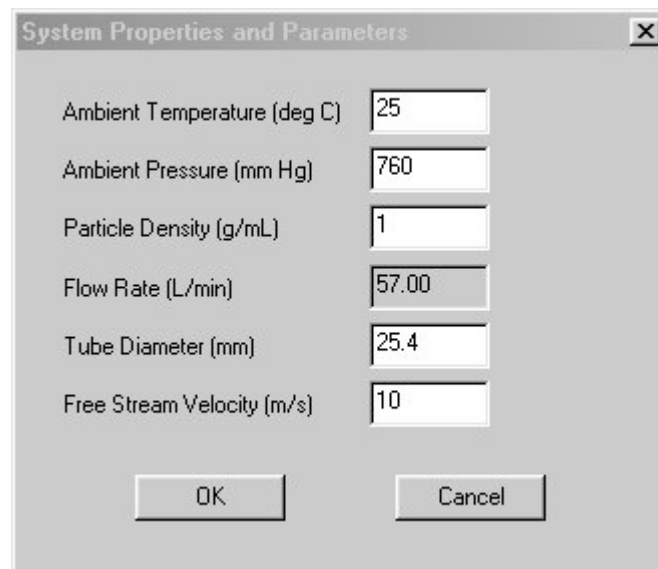 System Properties and Parameters
Ambient Temperature (deg C) 25
Ambient Pressure (mm Hg) 760
Particle Density (g/mL) 1
Flow Rate (L/min) 57.00
Tube Diameter (mm) 25.4
Free Stream Velocity (m/s) 10
OK Cancel